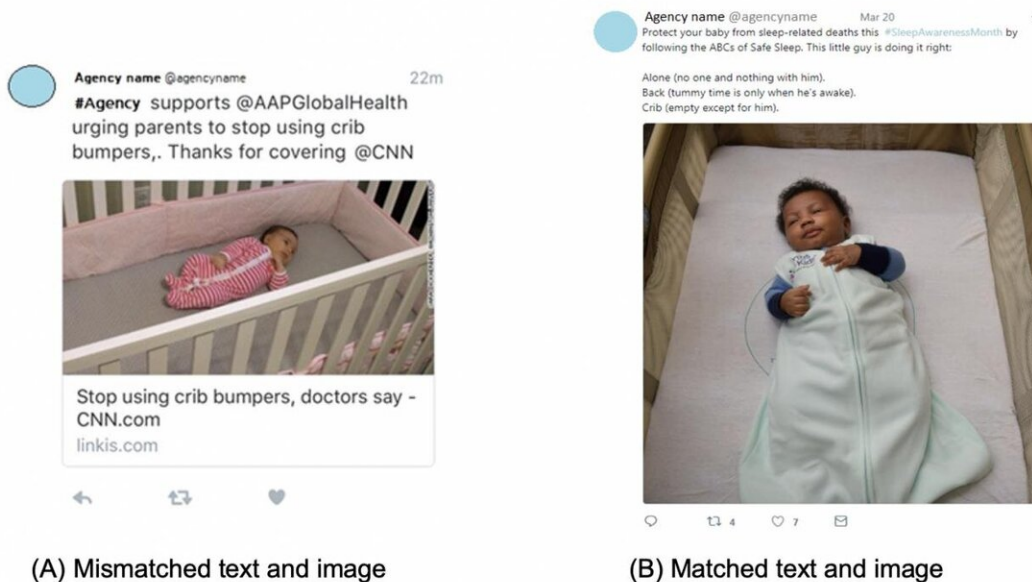 Agency name @agencyname 22m
#Agency supports @AAPGlobalHealth
urging parents to stop using crib
bumpers,. Thanks for covering @CNN
Stop using crib bumpers, doctors say -
CNN.com
linkis.com
(A) Mismatched text and image
Agency name @agencyname Mar 20
Protect your baby from sleep-related deaths this #SleepAwarenessMonth by
following the ABCs of Safe Sleep. This little guy is doing it right:
Alone (no one and nothing with him).
Back (tummy time is only when he's awake).
Crib (empty except for him).
4 7
(B) Matched text and image